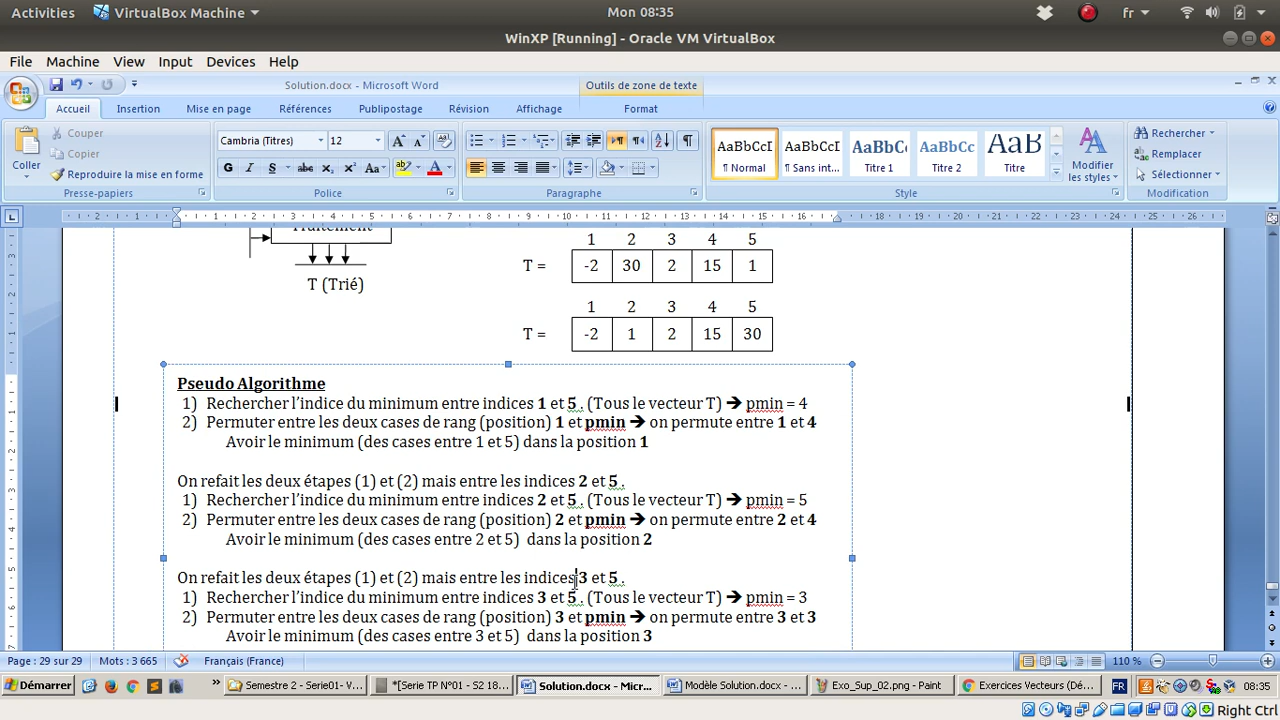 Activities VirtualBox Machine Mon 08:35 fr
WinXP [Running] - Oracle VM VirtualBox
File Machine View Input Devices Help
Solution.docx - Microsoft Word Outils de zone de texte
Accueil Insertion Mise en page Références Publipostage Révision Affichage Format
Coller
Couper
Copier
Reproduire la mise en forme
Presse-papiers
Cambria (Titres) 12
Police
Paragraphe
AaBbCcI AaBbCcI AaBbCc AaBbCcI AaB
¶ Normal ¶ Sans int... Titre 1 Titre 2 Titre
Style
Modifier les styles
Rechercher
Remplacer
Sélectionner
Modification
Traitement
T (Trié)
1 2 3 4 5
T = -2 30 2 15 1
1 2 3 4 5
T = -2 1 2 15 30
Pseudo Algorithme
1) Rechercher l’indice du minimum entre indices 1 et 5 . (Tous le vecteur T) ➔ pmin = 4
2) Permuter entre les deux cases de rang (position) 1 et pmin ➔ on permute entre 1 et 4
Avoir le minimum (des cases entre 1 et 5) dans la position 1
On refait les deux étapes (1) et (2) mais entre les indices 2 et 5 .
1) Rechercher l’indice du minimum entre indices 2 et 5 . (Tous le vecteur T) ➔ pmin = 5
2) Permuter entre les deux cases de rang (position) 2 et pmin ➔ on permute entre 2 et 4
Avoir le minimum (des cases entre 2 et 5) dans la position 2
On refait les deux étapes (1) et (2) mais entre les indices 3 et 5 .
1) Rechercher l’indice du minimum entre indices 3 et 5 . (Tous le vecteur T) ➔ pmin = 3
2) Permuter entre les deux cases de rang (position) 3 et pmin ➔ on permute entre 3 et 3
Avoir le minimum (des cases entre 3 et 5) dans la position 3
Page : 29 sur 29 Mots : 3 665 Français (France) 110 %
Démarrer Semestre 2 - Serie01- V... *[Serie TP N°01 - S2 18... Solution.docx - Micr... Modèle Solution.docx - ... Exo_Sup_02.png - Paint Exercices Vecteurs (Dé... FR 08:35
Right Ctrl